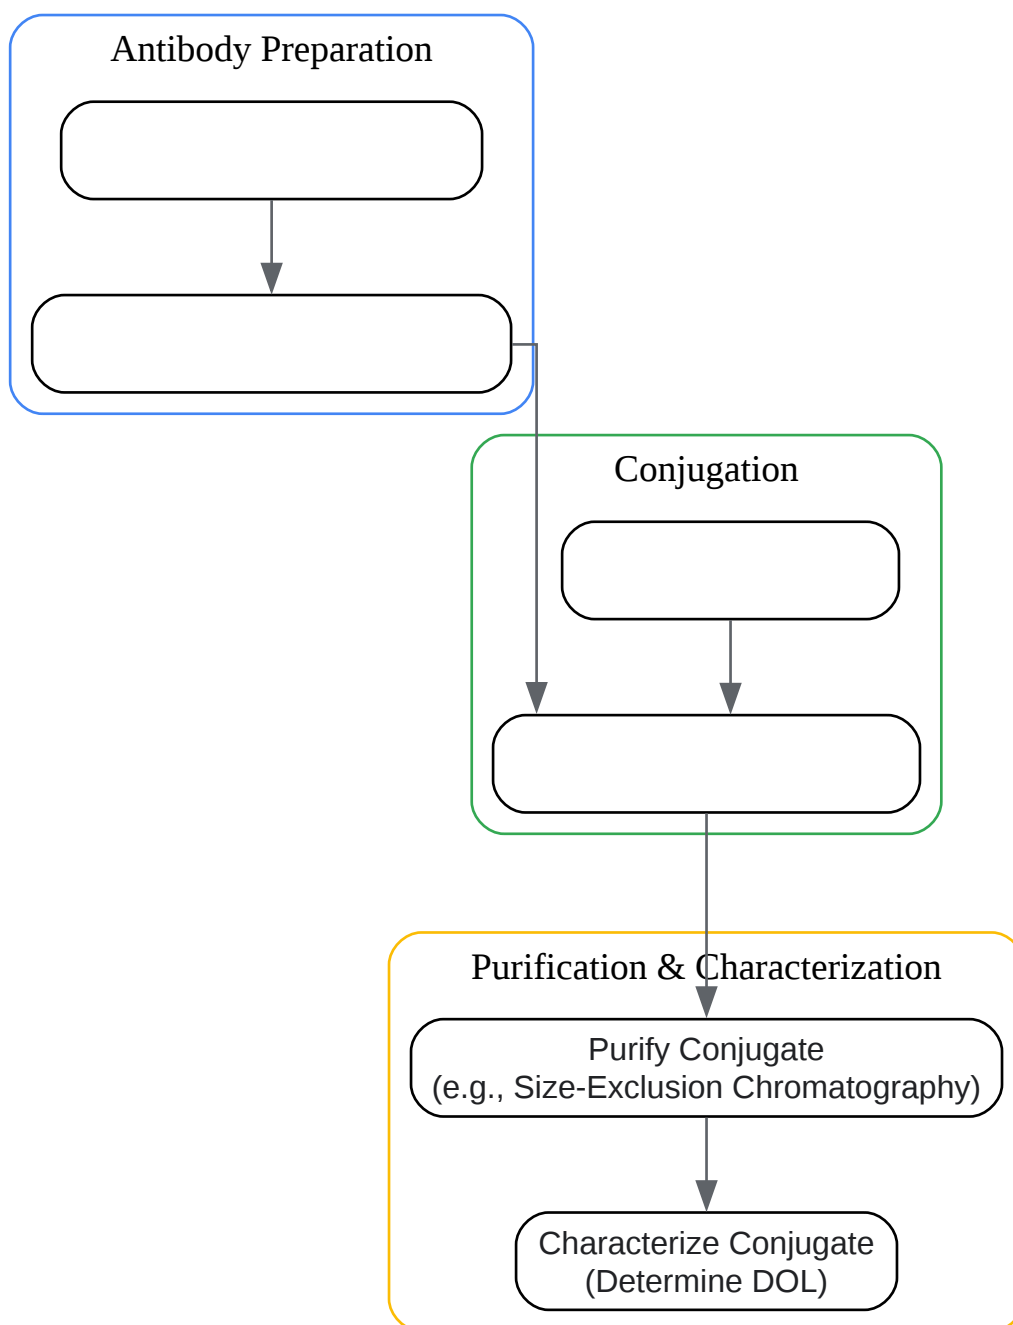 Antibody Preparation
Conjugation
Purification & Characterization
Purify Conjugate
(e.g., Size-Exclusion Chromatography)
Characterize Conjugate
(Determine DOL)